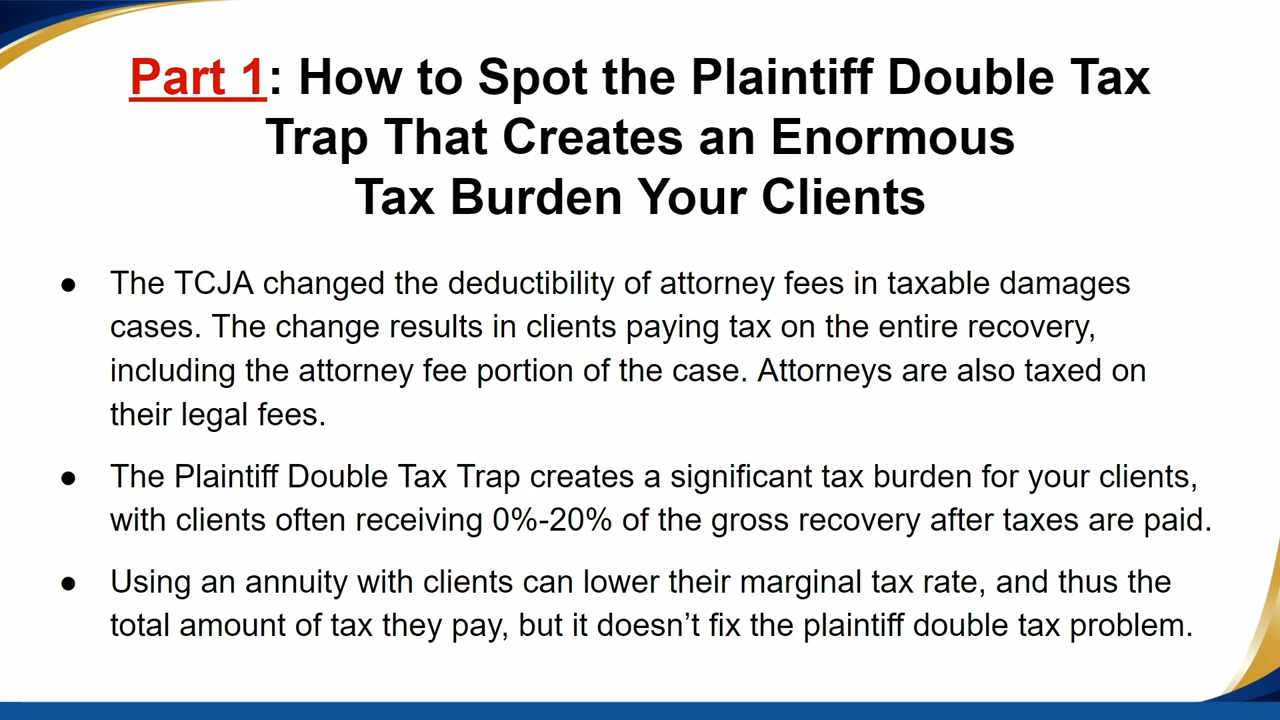 Part 1: How to Spot the Plaintiff Double Tax
Trap That Creates an Enormous
Tax Burden Your Clients
● The TCJA changed the deductibility of attorney fees in taxable damages
cases. The change results in clients paying tax on the entire recovery,
including the attorney fee portion of the case. Attorneys are also taxed on
their legal fees.
● The Plaintiff Double Tax Trap creates a significant tax burden for your clients,
with clients often receiving 0%-20% of the gross recovery after taxes are paid.
● Using an annuity with clients can lower their marginal tax rate, and thus the
total amount of tax they pay, but it doesn’t fix the plaintiff double tax problem.